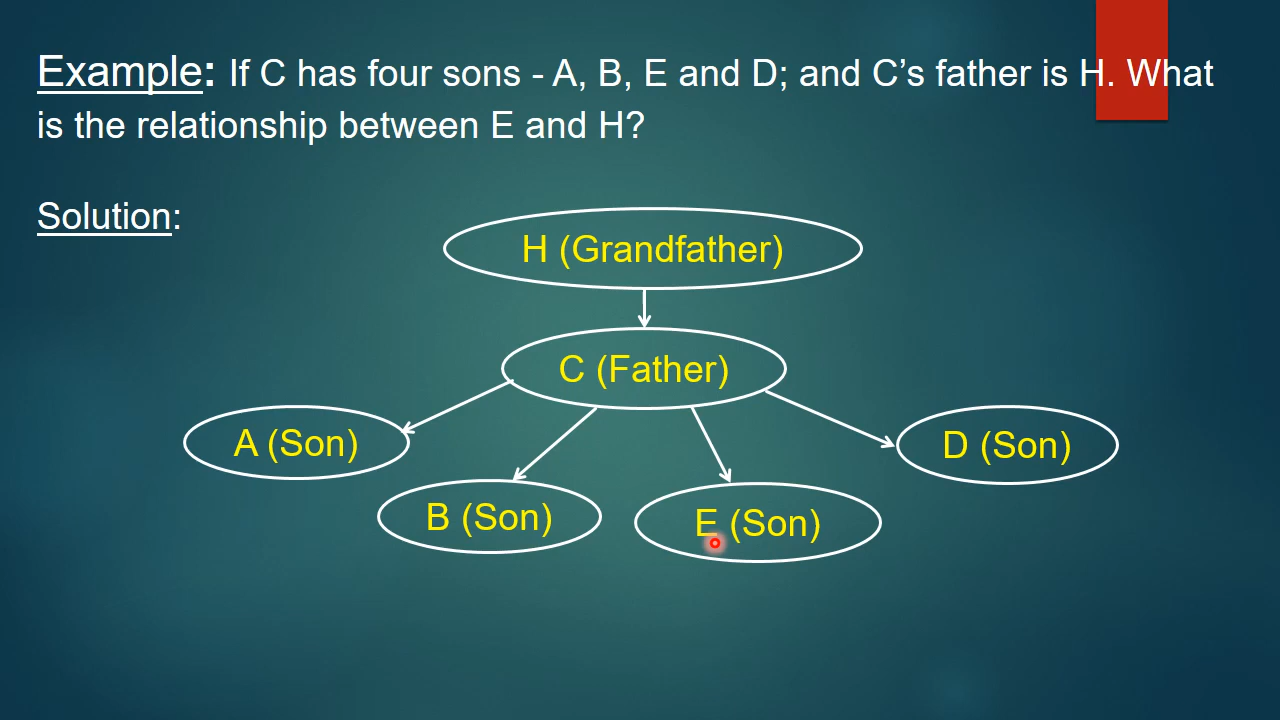 Example: If C has four sons - A, B, E and D; and C’s father is H. What
is the relationship between E and H?
Solution:
H (Grandfather)
C (Father)
A (Son)
D (Son)
B (Son)
E (Son)